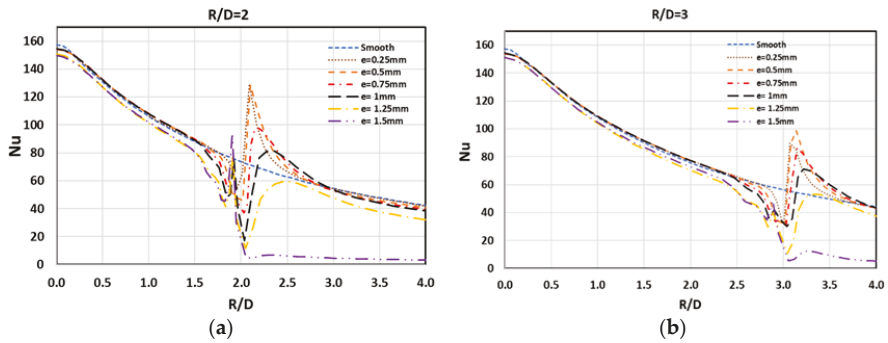 R/D=2
160
140
120
100
80
60
40
20
0
Nu
0.0 0.5 1.0 1.5 2.0 2.5 3.0 3.5 4.0
R/D
Smooth
e=0.25mm
e=0.5mm
e=0.75mm
e= 1mm
e= 1.25mm
e= 1.5mm
(a)
R/D=3
160
140
120
100
80
60
40
20
0
Nu
0.0 0.5 1.0 1.5 2.0 2.5 3.0 3.5 4.0
R/D
Smooth
e=0.25mm
e=0.5mm
e=0.75mm
e= 1mm
e= 1.25mm
e= 1.5mm
(b)